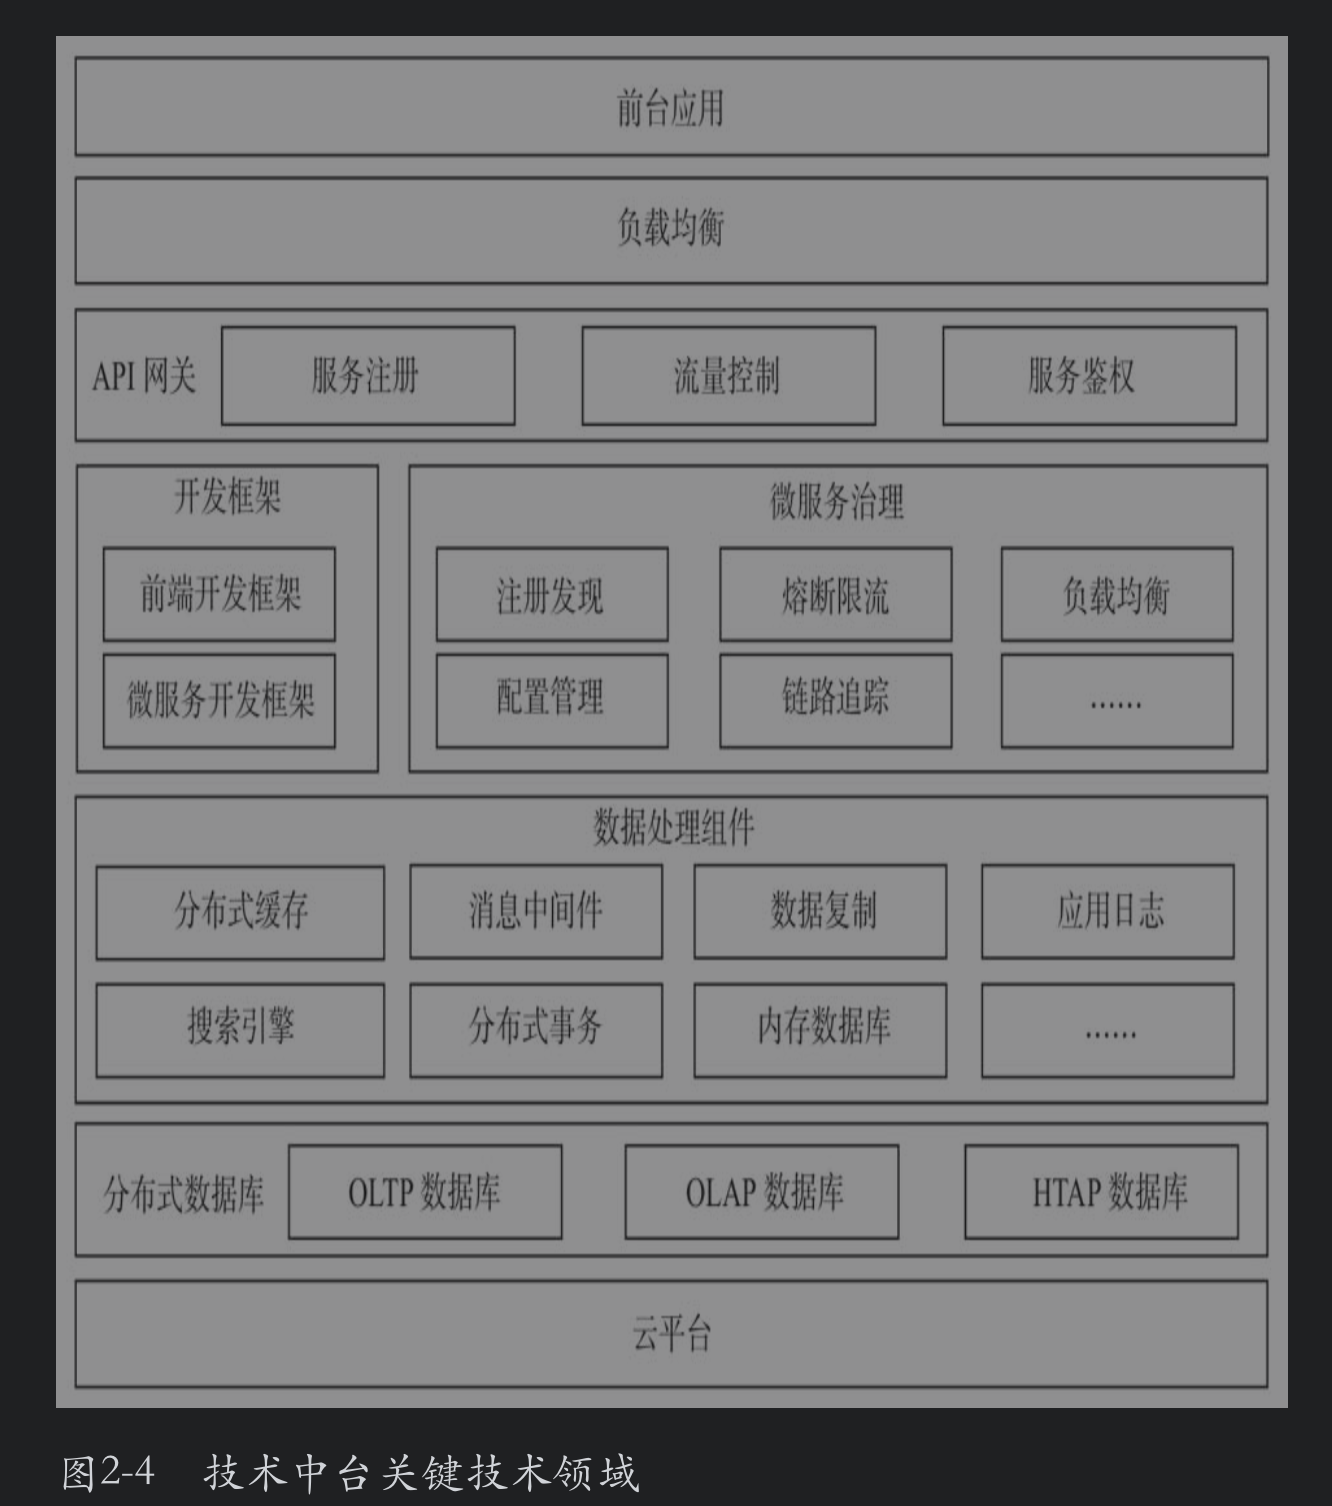 前台应用
负载均衡
API 网关 服务注册 流量控制 服务鉴权
开发框架
前端开发框架
微服务开发框架
微服务治理
注册发现 熔断限流 负载均衡
配置管理 链路追踪 ……
数据处理组件
分布式缓存 消息中间件 数据复制 应用日志
搜索引擎 分布式事务 内存数据库 ……
分布式数据库 OLTP 数据库 OLAP 数据库 HTAP 数据库
云平台
图2-4 技术中台关键技术领域